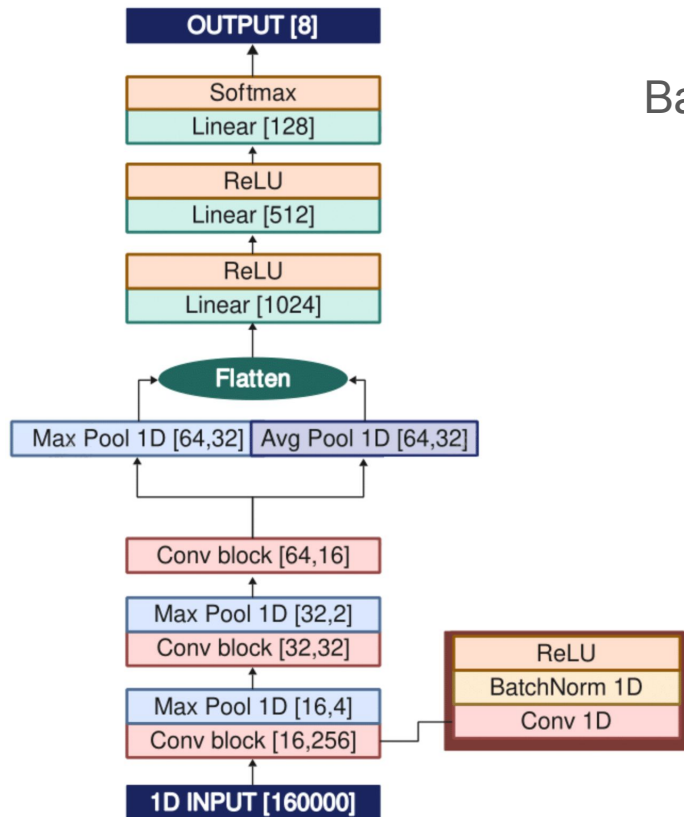 OUTPUT [8]
Softmax
Linear [128]
ReLU
Linear [512]
ReLU
Linear [1024]
Flatten
Max Pool 1D [64,32]
Avg Pool 1D [64,32]
Conv block [64,16]
Max Pool 1D [32,2]
Conv block [32,32]
Max Pool 1D [16,4]
Conv block [16,256]
1D INPUT [160000]
ReLU
BatchNorm 1D
Conv 1D
Ba